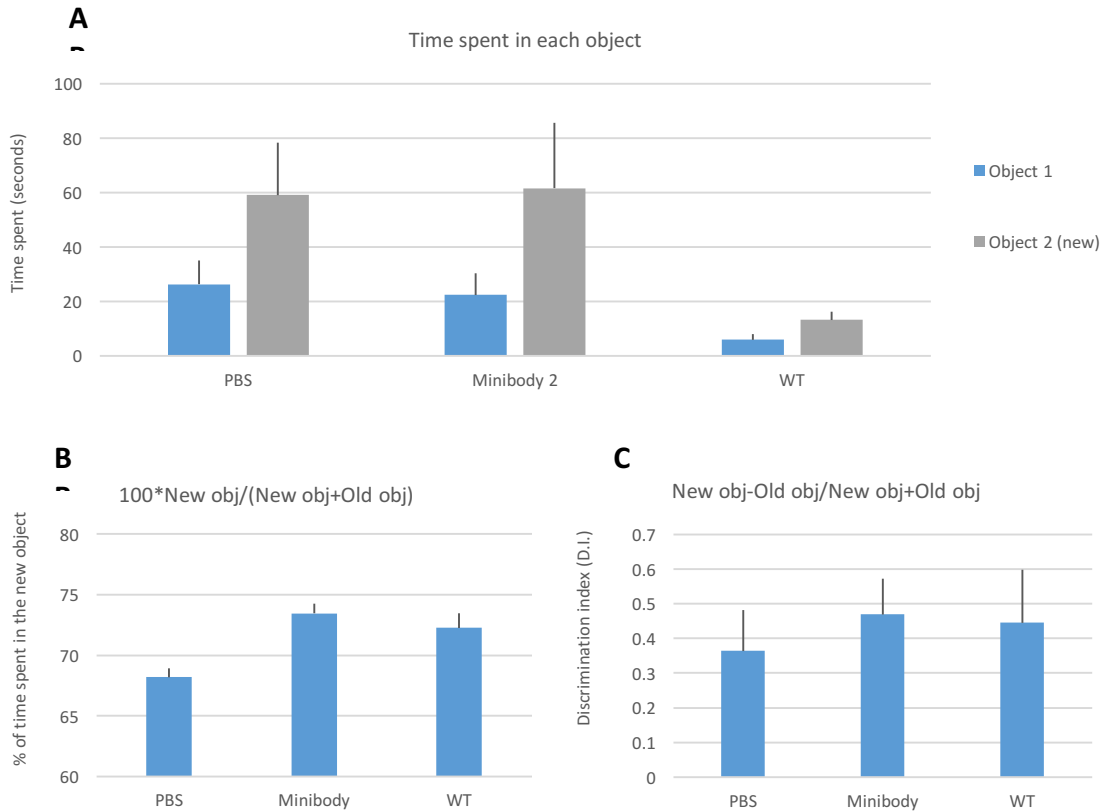 A
Time spent in each object
100
80
60
40
20
0
Time spent (seconds)
PBS
Minibody 2
WT
Object 1
Object 2 (new)
B
100*New obj/(New obj+Old obj)
80
75
70
65
60
% of time spent in the new object
PBS
Minibody
WT
C
New obj-Old obj/New obj+Old obj
0.7
0.6
0.5
0.4
0.3
0.2
0.1
0
Discrimination index (D.I.)
PBS
Minibody
WT